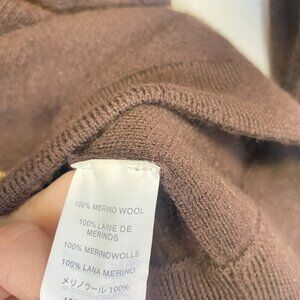 100% MERINO WOOL
100% LAINE DE
MERINOS
100% MERINOWOLLE
100% LANA MERINO
メリノウール 100%